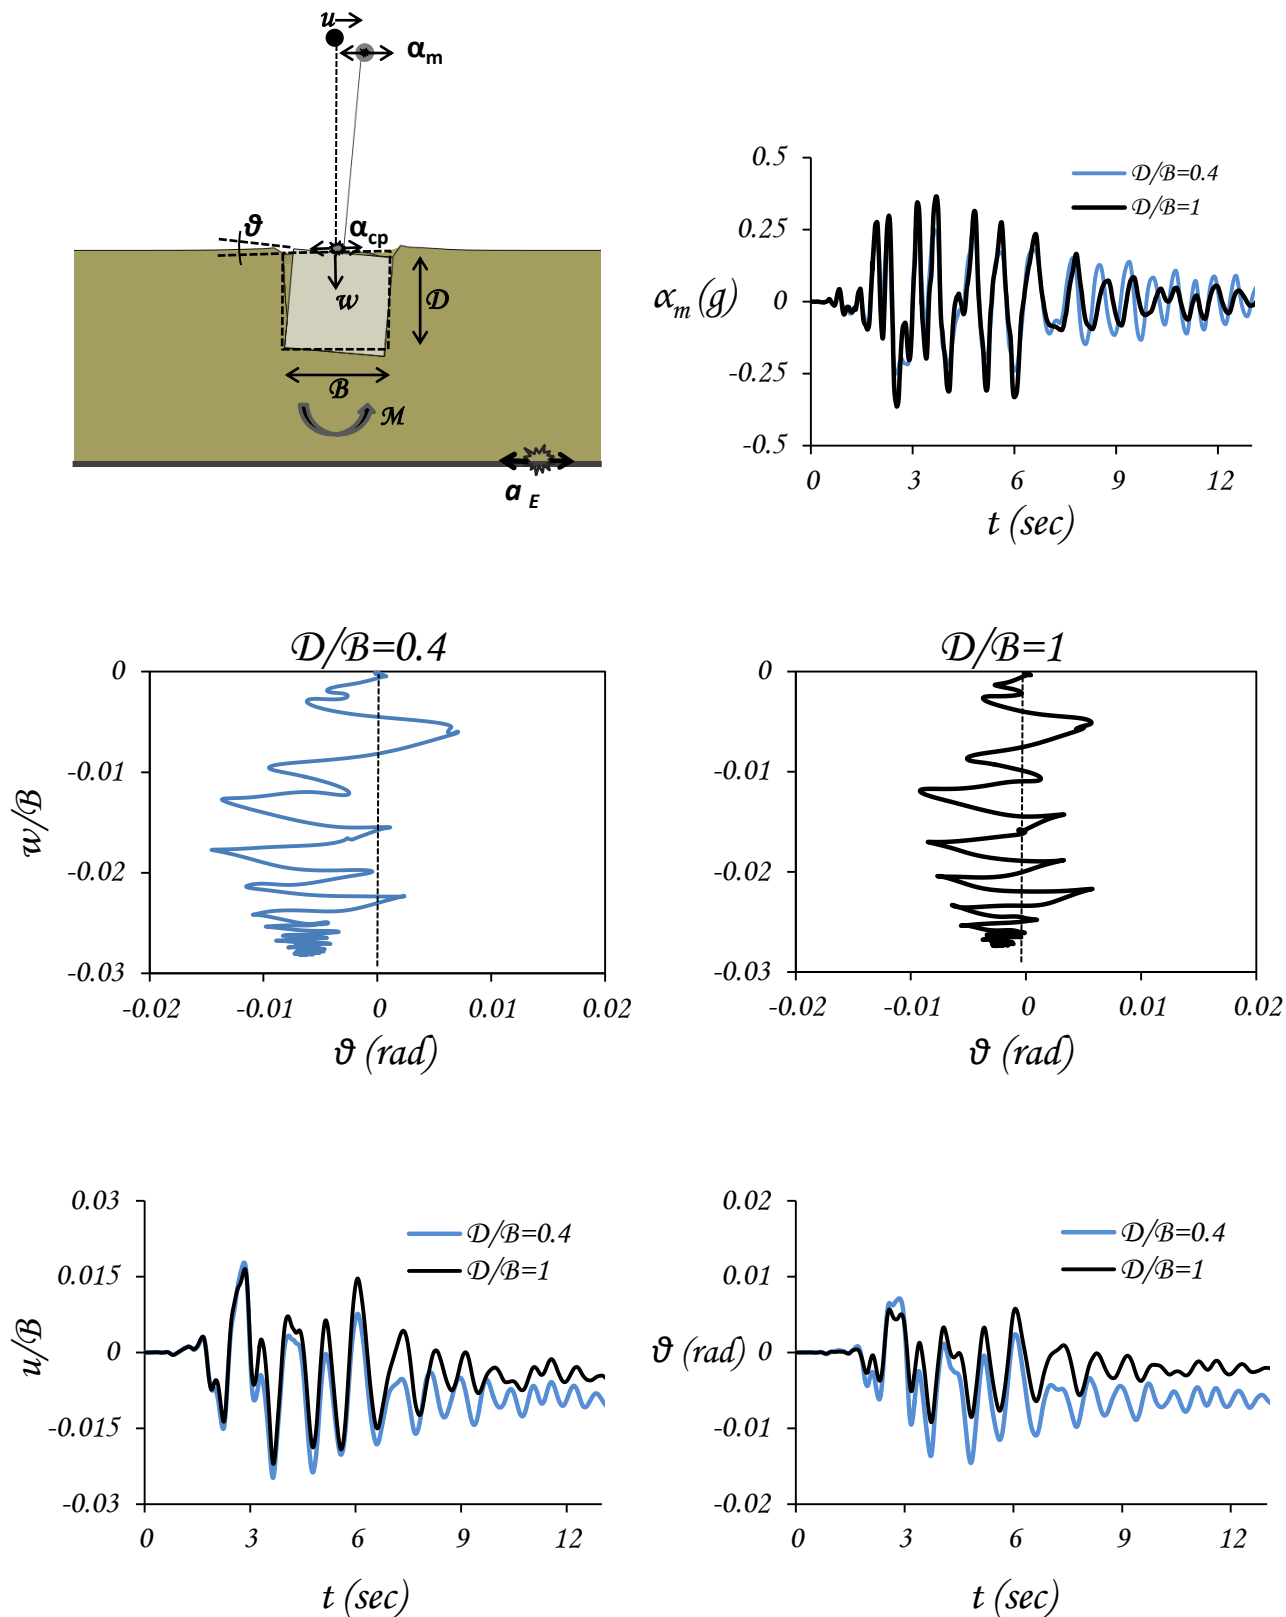 u
αm
ϑ
αcp
w
D
B
M
a E
0.5
0.25
0
-0.25
-0.5
αm (g)
D/B=0.4
D/B=1
0 3 6 9 12
t (sec)
D/B=0.4
0
-0.01
-0.02
-0.03
w/B
-0.02 -0.01 0 0.01 0.02
ϑ (rad)
D/B=1
0
-0.01
-0.02
-0.03
-0.02 -0.01 0 0.01 0.02
ϑ (rad)
0.03
0.015
0
-0.015
-0.03
u/B
D/B=0.4
D/B=1
0 3 6 9 12
t (sec)
0.02
0.01
0
-0.01
-0.02
ϑ (rad)
D/B=0.4
D/B=1
0 3 6 9 12
t (sec)